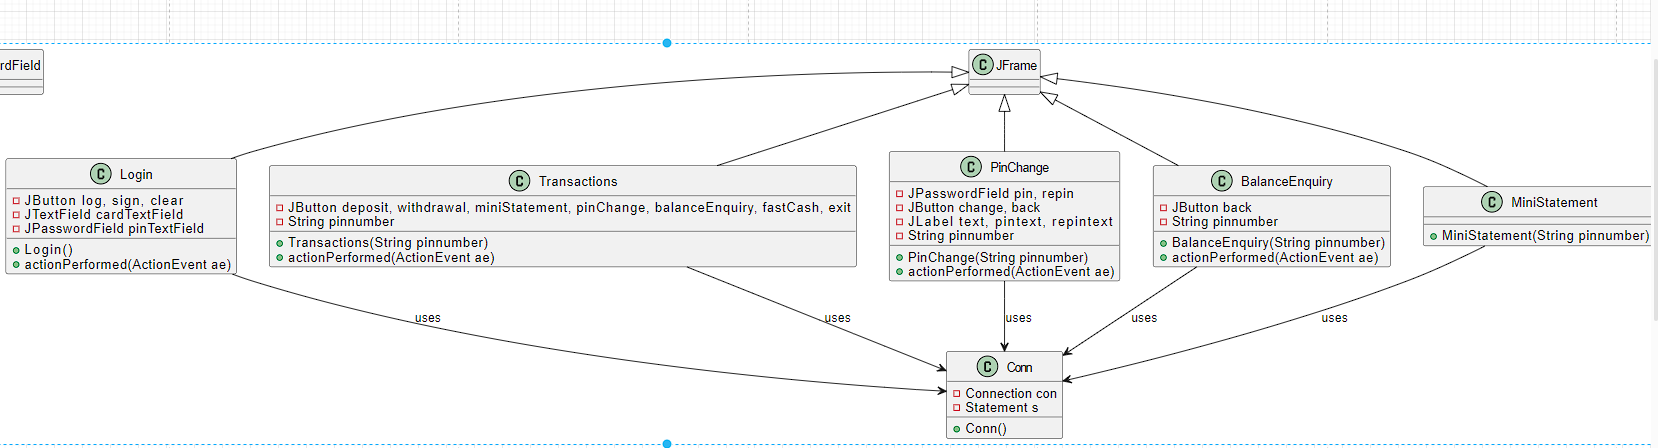 rdField
C JFrame
C Login
JButton log, sign, clear
JTextField cardTextField
JPasswordField pinTextField
Login()
actionPerformed(ActionEvent ae)
C Transactions
JButton deposit, withdrawal, miniStatement, pinChange, balanceEnquiry, fastCash, exit
String pinnumber
Transactions(String pinnumber)
actionPerformed(ActionEvent ae)
C PinChange
JPasswordField pin, repin
JButton change, back
JLabel text, pintext, repintext
String pinnumber
PinChange(String pinnumber)
actionPerformed(ActionEvent ae)
C BalanceEnquiry
JButton back
String pinnumber
BalanceEnquiry(String pinnumber)
actionPerformed(ActionEvent ae)
C MiniStatement
MiniStatement(String pinnumber)
uses
uses
uses
uses
uses
C Conn
Connection con
Statement s
Conn()